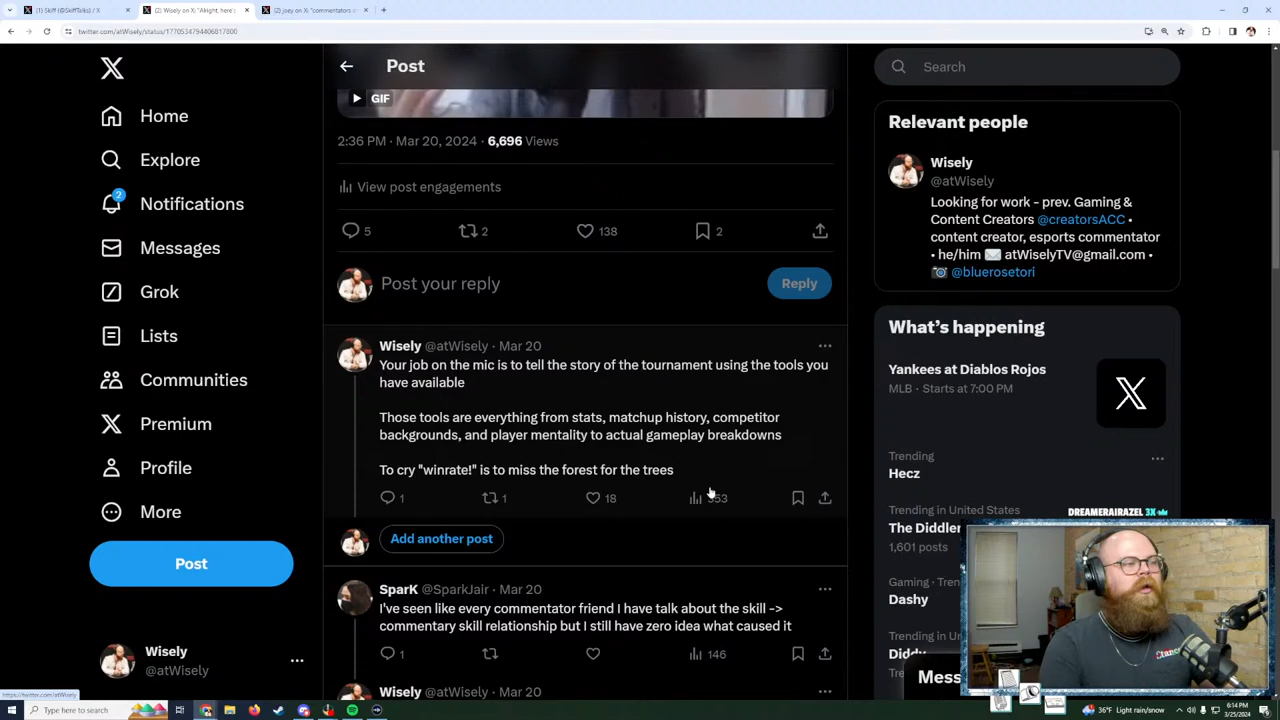 (1) Skiff (@SkiffTalks) / X
(2) Wisely on X: "Alright, here's
(2) joey on X: "commentators
twitter.com/atWisely/status/1770534794406817800
Home
Explore
2
Notifications
Messages
Grok
Lists
Communities
Premium
Profile
More
Post
Wisely
@atWisely
https://twitter.com/atWisely
Post
GIF
2:36 PM · Mar 20, 2024 · 6,696 Views
View post engagements
5
2
138
2
Post your reply
Reply
Wisely @atWisely · Mar 20
Your job on the mic is to tell the story of the tournament using the tools you
have available
Those tools are everything from stats, matchup history, competitor
backgrounds, and player mentality to actual gameplay breakdowns
To cry "winrate!" is to miss the forest for the trees
1
1
18
353
Add another post
SparK @SparkJair · Mar 20
I've seen like every commentator friend I have talk about the skill ->
commentary skill relationship but I still have zero idea what caused it
1
146
Wisely @atWisely · Mar 20
Search
Relevant people
Wisely
@atWisely
Looking for work - prev. Gaming &
Content Creators @creatorsACC •
content creator, esports commentator
• he/him ✉️ atWiselyTV@gmail.com •
📷 @bluerosetori
What's happening
Yankees at Diablos Rojos
MLB · Starts at 7:00 PM
Trending
Hecz
Trending in United States
The Diddler
1,601 posts
Gaming · Tren
Dashy
Trending in U
Diddy
Mess
DREAMERAIRAZEL 3X
Type here to search
36°F Light rain/snow
6:14 PM
3/25/2024